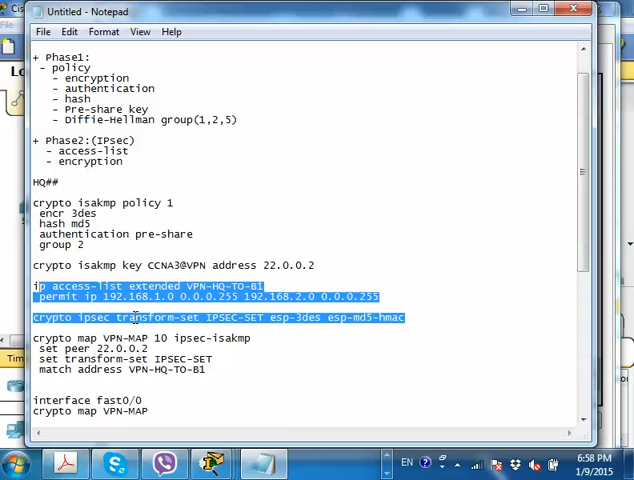 Untitled - Notepad
File Edit Format View Help
+ Phase1:
- policy
- encryption
- authentication
- hash
- Pre-share key
- Diffie-Hellman group(1,2,5)
+ Phase2:(IPsec)
- access-list
- encryption
HQ##
crypto isakmp policy 1
encr 3des
hash md5
authentication pre-share
group 2
crypto isakmp key CCNA3@VPN address 22.0.0.2
ip access-list extended VPN-HQ-TO-B1
permit ip 192.168.1.0 0.0.0.255 192.168.2.0 0.0.0.255
crypto ipsec transform-set IPSEC-SET esp-3des esp-md5-hmac
crypto map VPN-MAP 10 ipsec-isakmp
set peer 22.0.0.2
set transform-set IPSEC-SET
match address VPN-HQ-TO-B1
interface fast0/0
crypto map VPN-MAP
EN
6:58 PM
1/9/2015